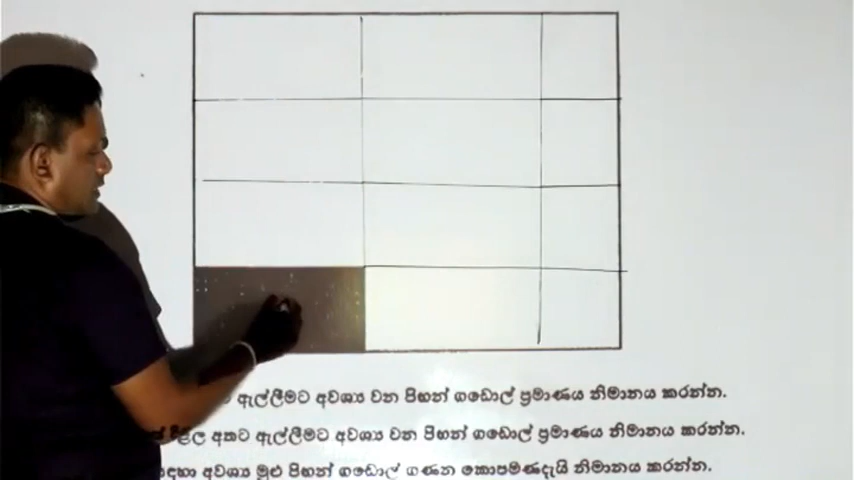 ඇල්ලීමට අවශ්‍ය වන පිඟන් ගඩොල් ප්‍රමාණය නිමානය කරන්න.
අතට ඇල්ලීමට අවශ්‍ය වන පිඟන් ගඩොල් ප්‍රමාණය නිමානය කරන්න.
අවශ්‍ය මුළු පිඟන් ගඩොල් ගණන කොපමණදැයි නිමානය කරන්න.